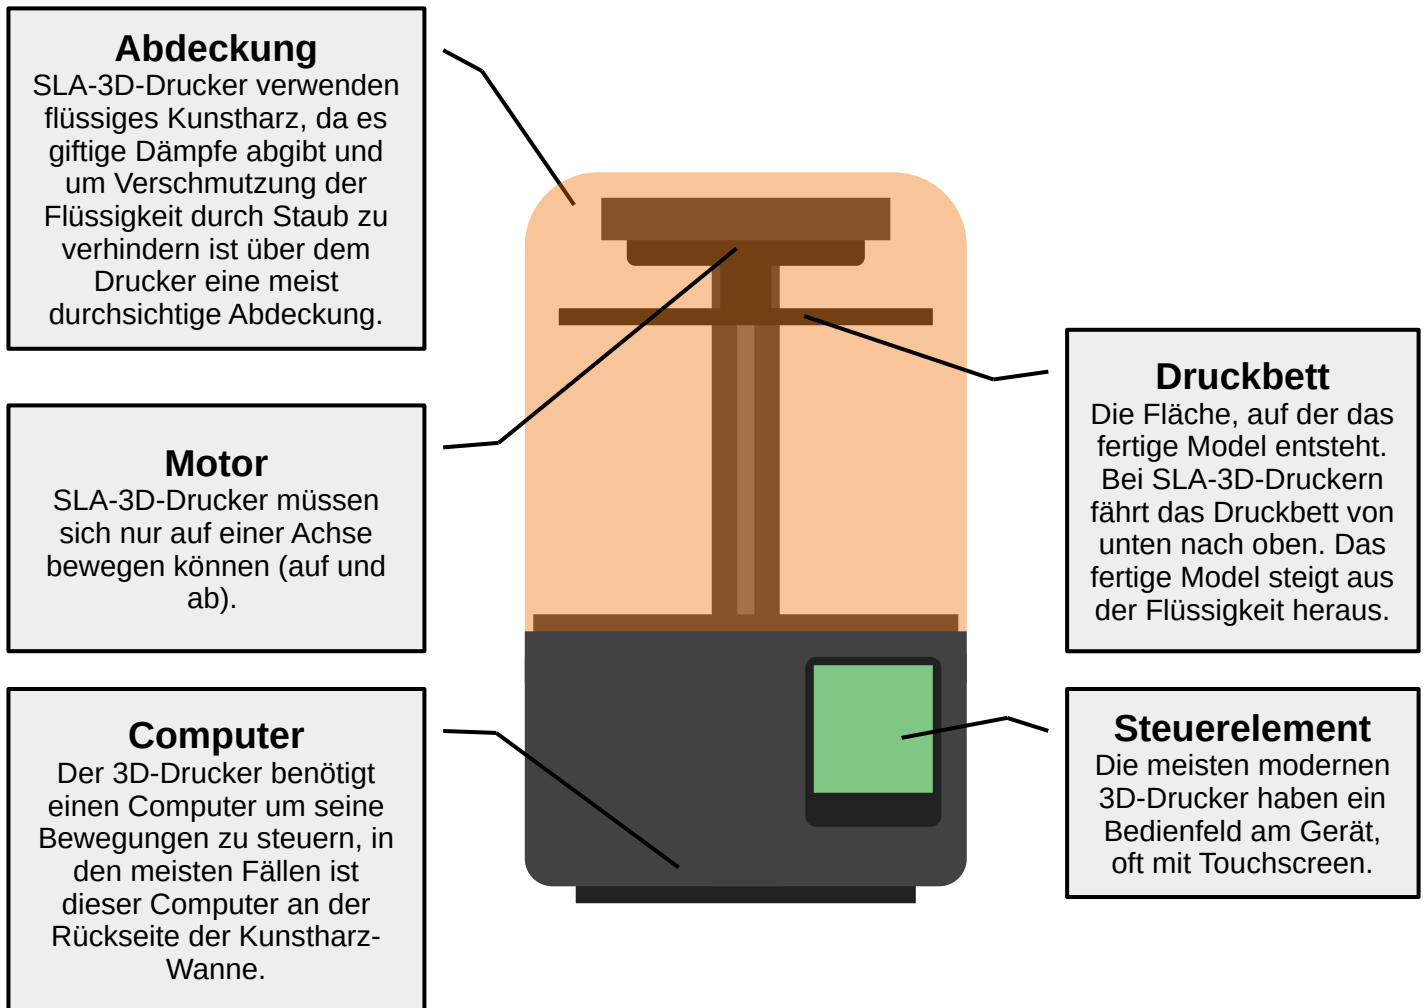 Abdeckung
SLA-3D-Drucker verwenden
flüssiges Kunstharz, da es
giftige Dämpfe abgibt und
um Verschmutzung der
Flüssigkeit durch Staub zu
verhindern ist über dem
Drucker eine meist
durchsichtige Abdeckung.
Motor
SLA-3D-Drucker müssen
sich nur auf einer Achse
bewegen können (auf und
ab).
Computer
Der 3D-Drucker benötigt
einen Computer um seine
Bewegungen zu steuern, in
den meisten Fällen ist
dieser Computer an der
Rückseite der Kunstharz-
Wanne.
Druckbett
Die Fläche, auf der das
fertige Model entsteht.
Bei SLA-3D-Druckern
fährt das Druckbett von
unten nach oben. Das
fertige Model steigt aus
der Flüssigkeit heraus.
Steuerelement
Die meisten modernen
3D-Drucker haben ein
Bedienfeld am Gerät,
oft mit Touchscreen.